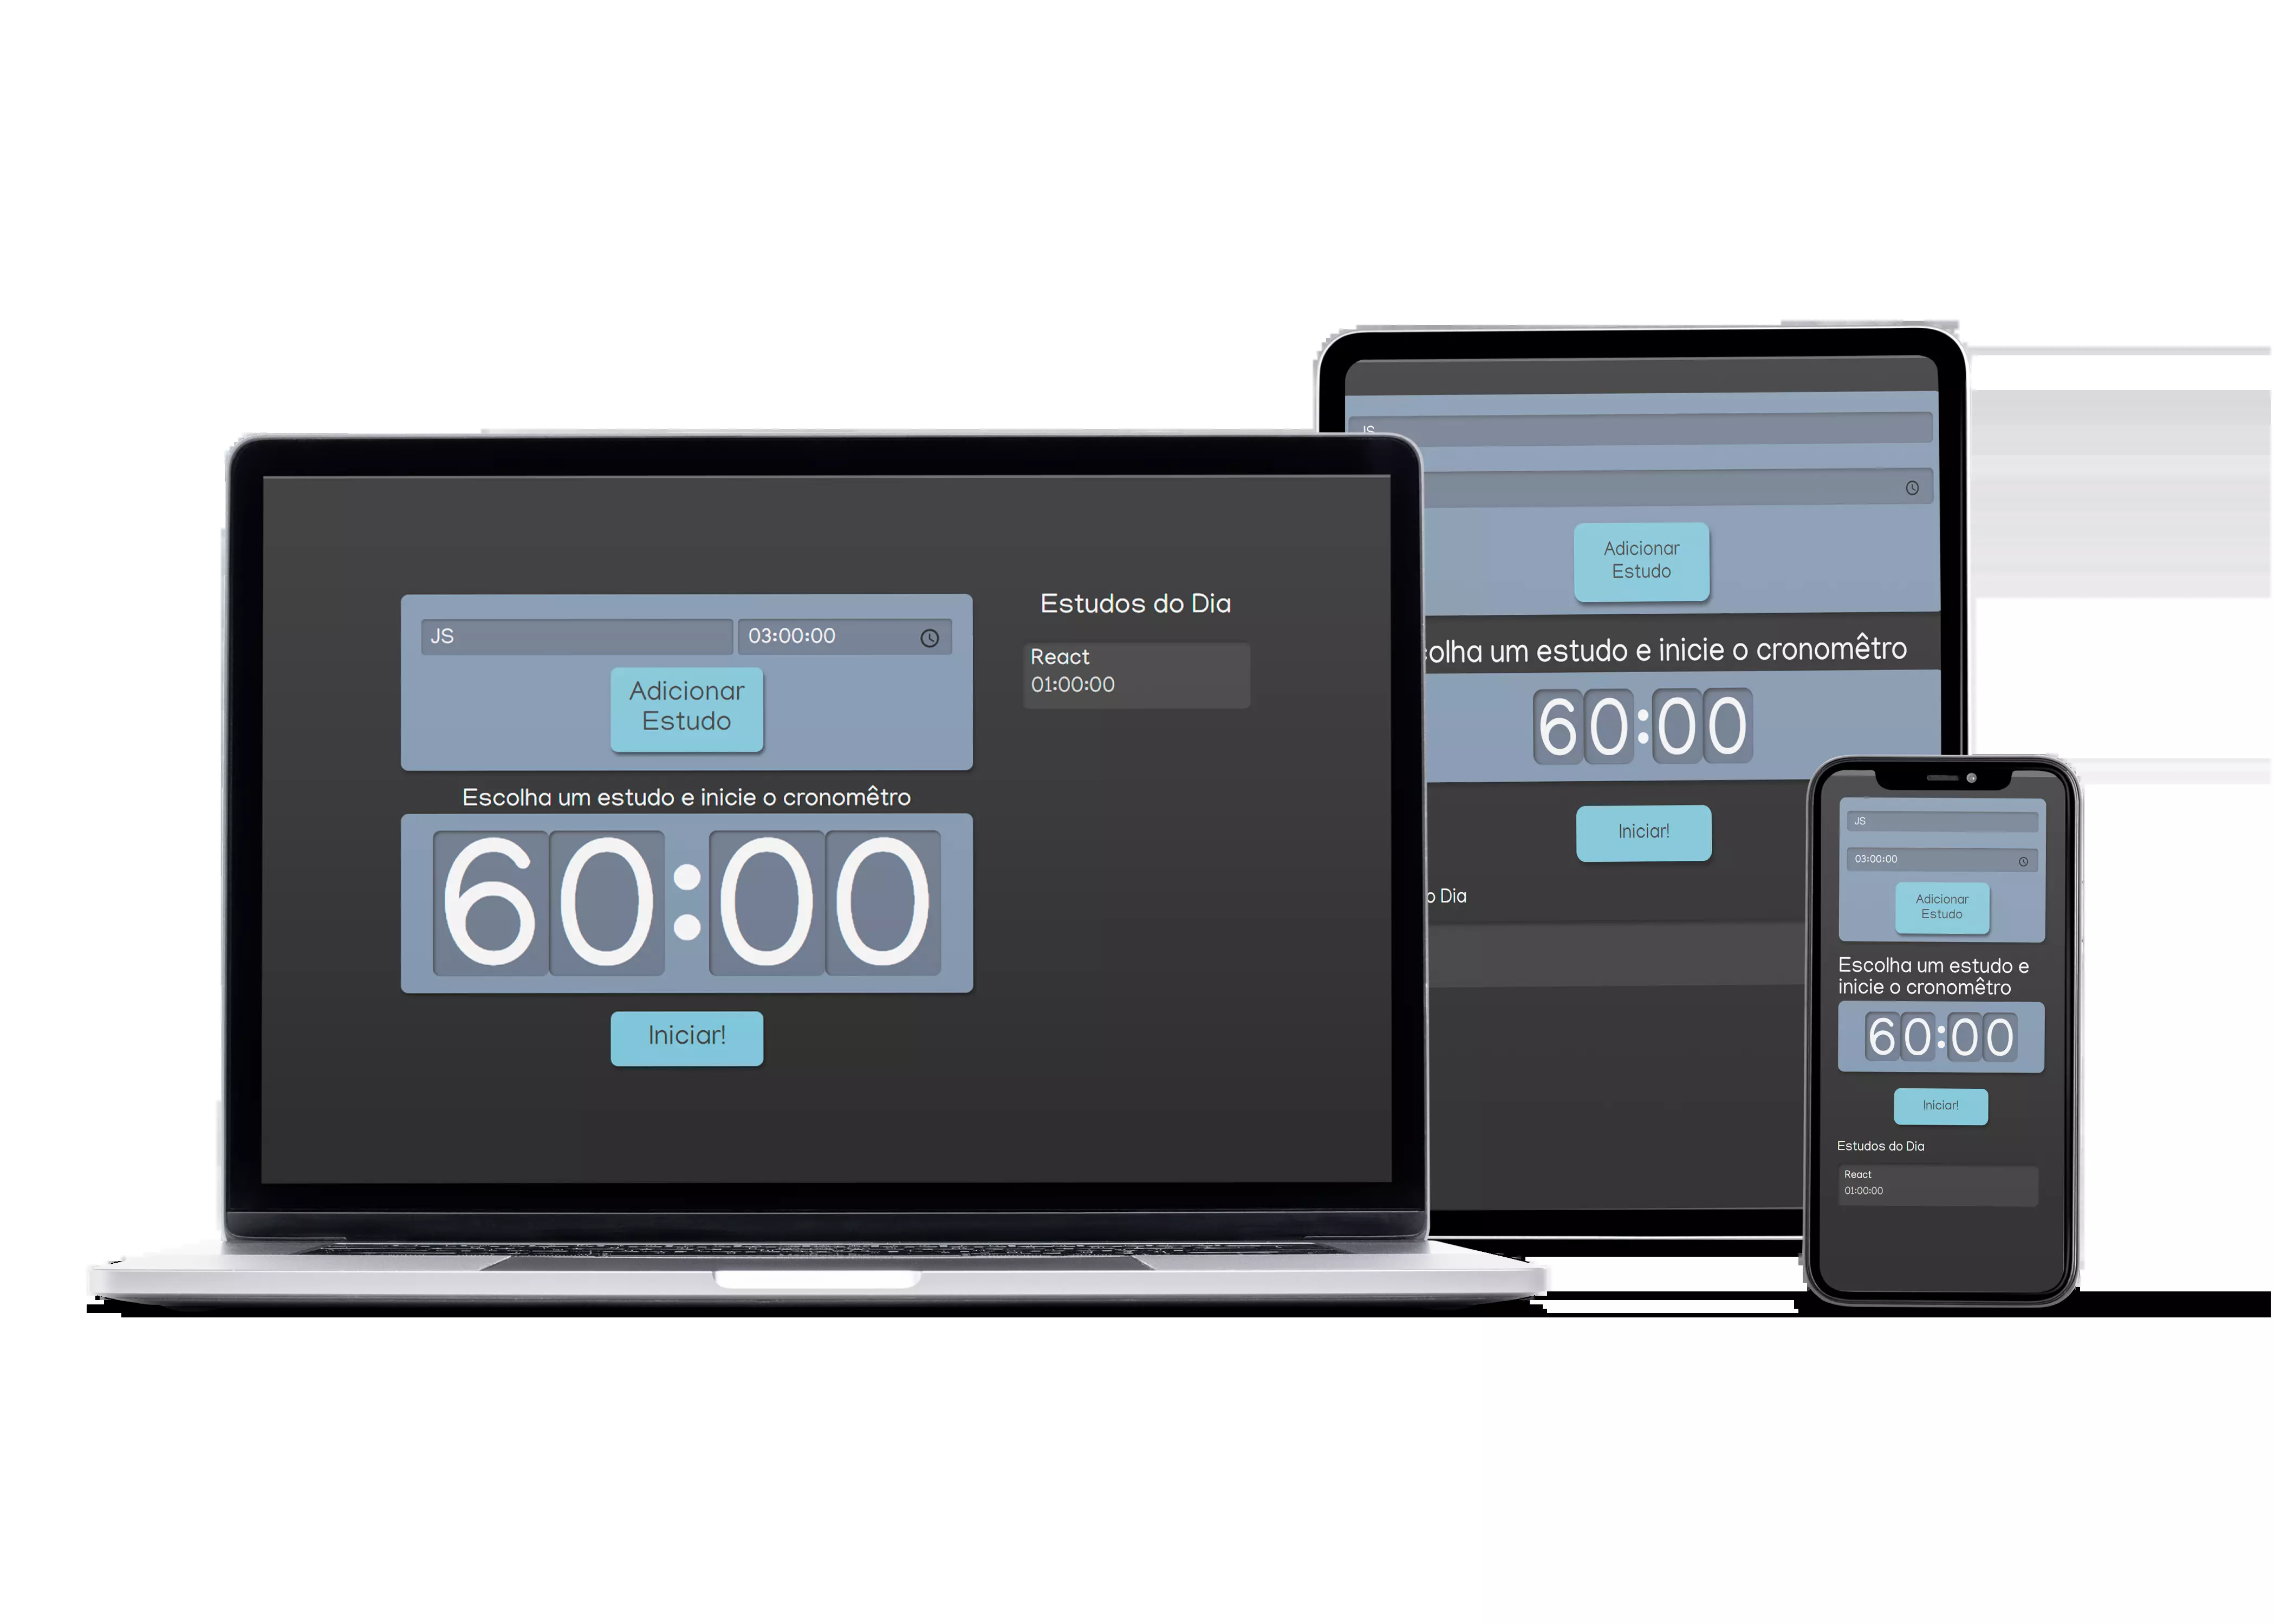 JS
03:00:00
Adicionar
Estudo
Escolha um estudo e inicie o cronomêtro
60:00
Iniciar!
Estudos do Dia
React
01:00:00
JS
Adicionar
Estudo
olha um estudo e inicie o cronomêtro
60:00
Iniciar!
o Dia
JS
03:00:00
Adicionar
Estudo
Escolha um estudo e
inicie o cronomêtro
60:00
Iniciar!
Estudos do Dia
React
01:00:00